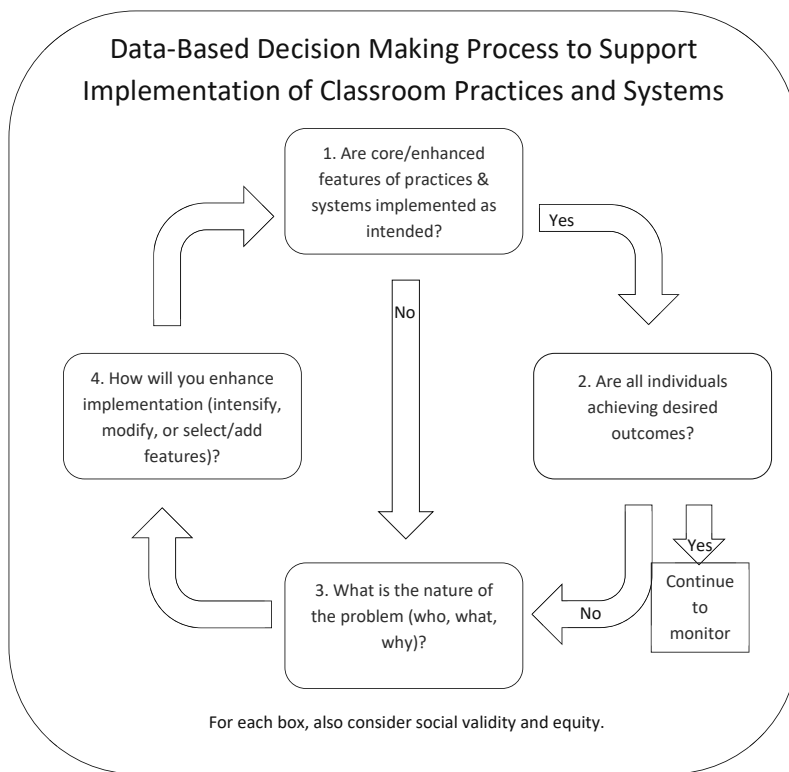 Data-Based Decision Making Process to Support
Implementation of Classroom Practices and Systems
1. Are core/enhanced
features of practices &
systems implemented as
intended?
Yes
No
4. How will you enhance
implementation (intensify,
modify, or select/add
features)?
2. Are all individuals
achieving desired
outcomes?
Yes
Continue
to
monitor
No
3. What is the nature of
the problem (who, what,
why)?
For each box, also consider social validity and equity.